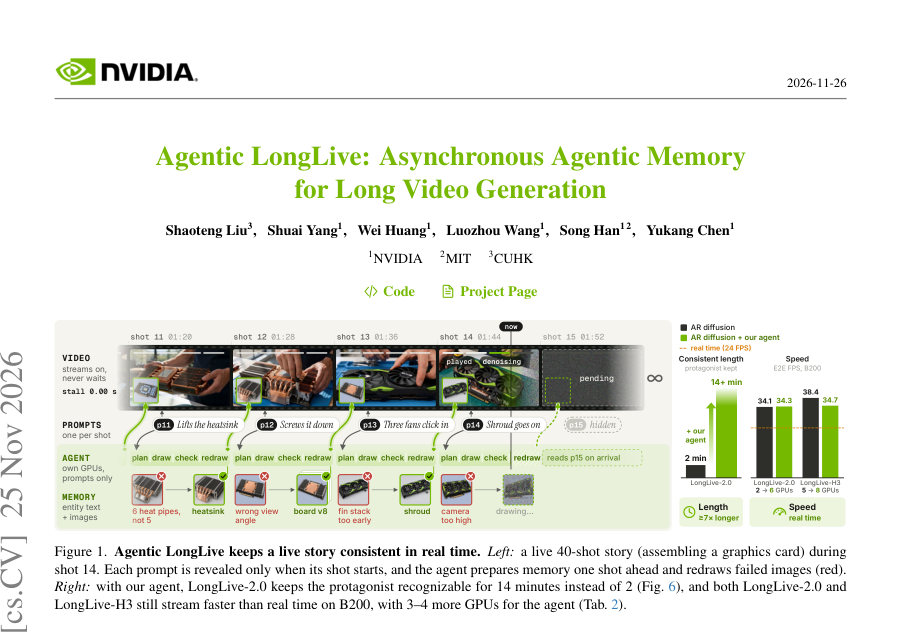 NVIDIA.
2026-11-26
Agentic LongLive: Asynchronous Agentic Memory
for Long Video Generation
Shaoteng Liu3, Shuai Yang1, Wei Huang1, Luozhou Wang1, Song Han12, Yukang Chen1
1NVIDIA 2MIT 3CUHK
</> Code Project Page
now
shot 11 01:20 shot 12 01:28 shot 13 01:36 shot 14 01:44 shot 15 01:52
VIDEO
streams on,
never waits
stall 0.00 s
played denoising
pending
∞
PROMPTS
one per shot
p11 Lifts the heatsink p12 Screws it down p13 Three fans click in p14 Shroud goes on p15 hidden
AGENT
own GPUs,
prompts only
plan draw check redraw plan draw check redraw plan draw check redraw plan draw check redraw reads p15 on arrival
MEMORY
entity text
+ images
6 heat pipes,
not 5
heatsink
wrong view
angle
board v8
fin stack
too early
shroud
camera
too high
drawing...
AR diffusion
AR diffusion + our agent
real time (24 FPS)
Consistent length
protagonist kept
14+ min
+ our
agent
2 min
LongLive-2.0
Speed
E2E FPS, B200
34.1 34.3 38.4 34.7
LongLive-2.0 LongLive-H3
2 → 6 GPUs 5 → 8 GPUs
Length
≥7× longer
Speed
real time
Figure 1. Agentic LongLive keeps a live story consistent in real time. Left: a live 40-shot story (assembling a graphics card) during
shot 14. Each prompt is revealed only when its shot starts, and the agent prepares memory one shot ahead and redraws failed images (red).
Right: with our agent, LongLive-2.0 keeps the protagonist recognizable for 14 minutes instead of 2 (Fig. 6), and both LongLive-2.0 and
LongLive-H3 still stream faster than real time on B200, with 3–4 more GPUs for the agent (Tab. 2).
[cs.CV] 25 Nov 2026